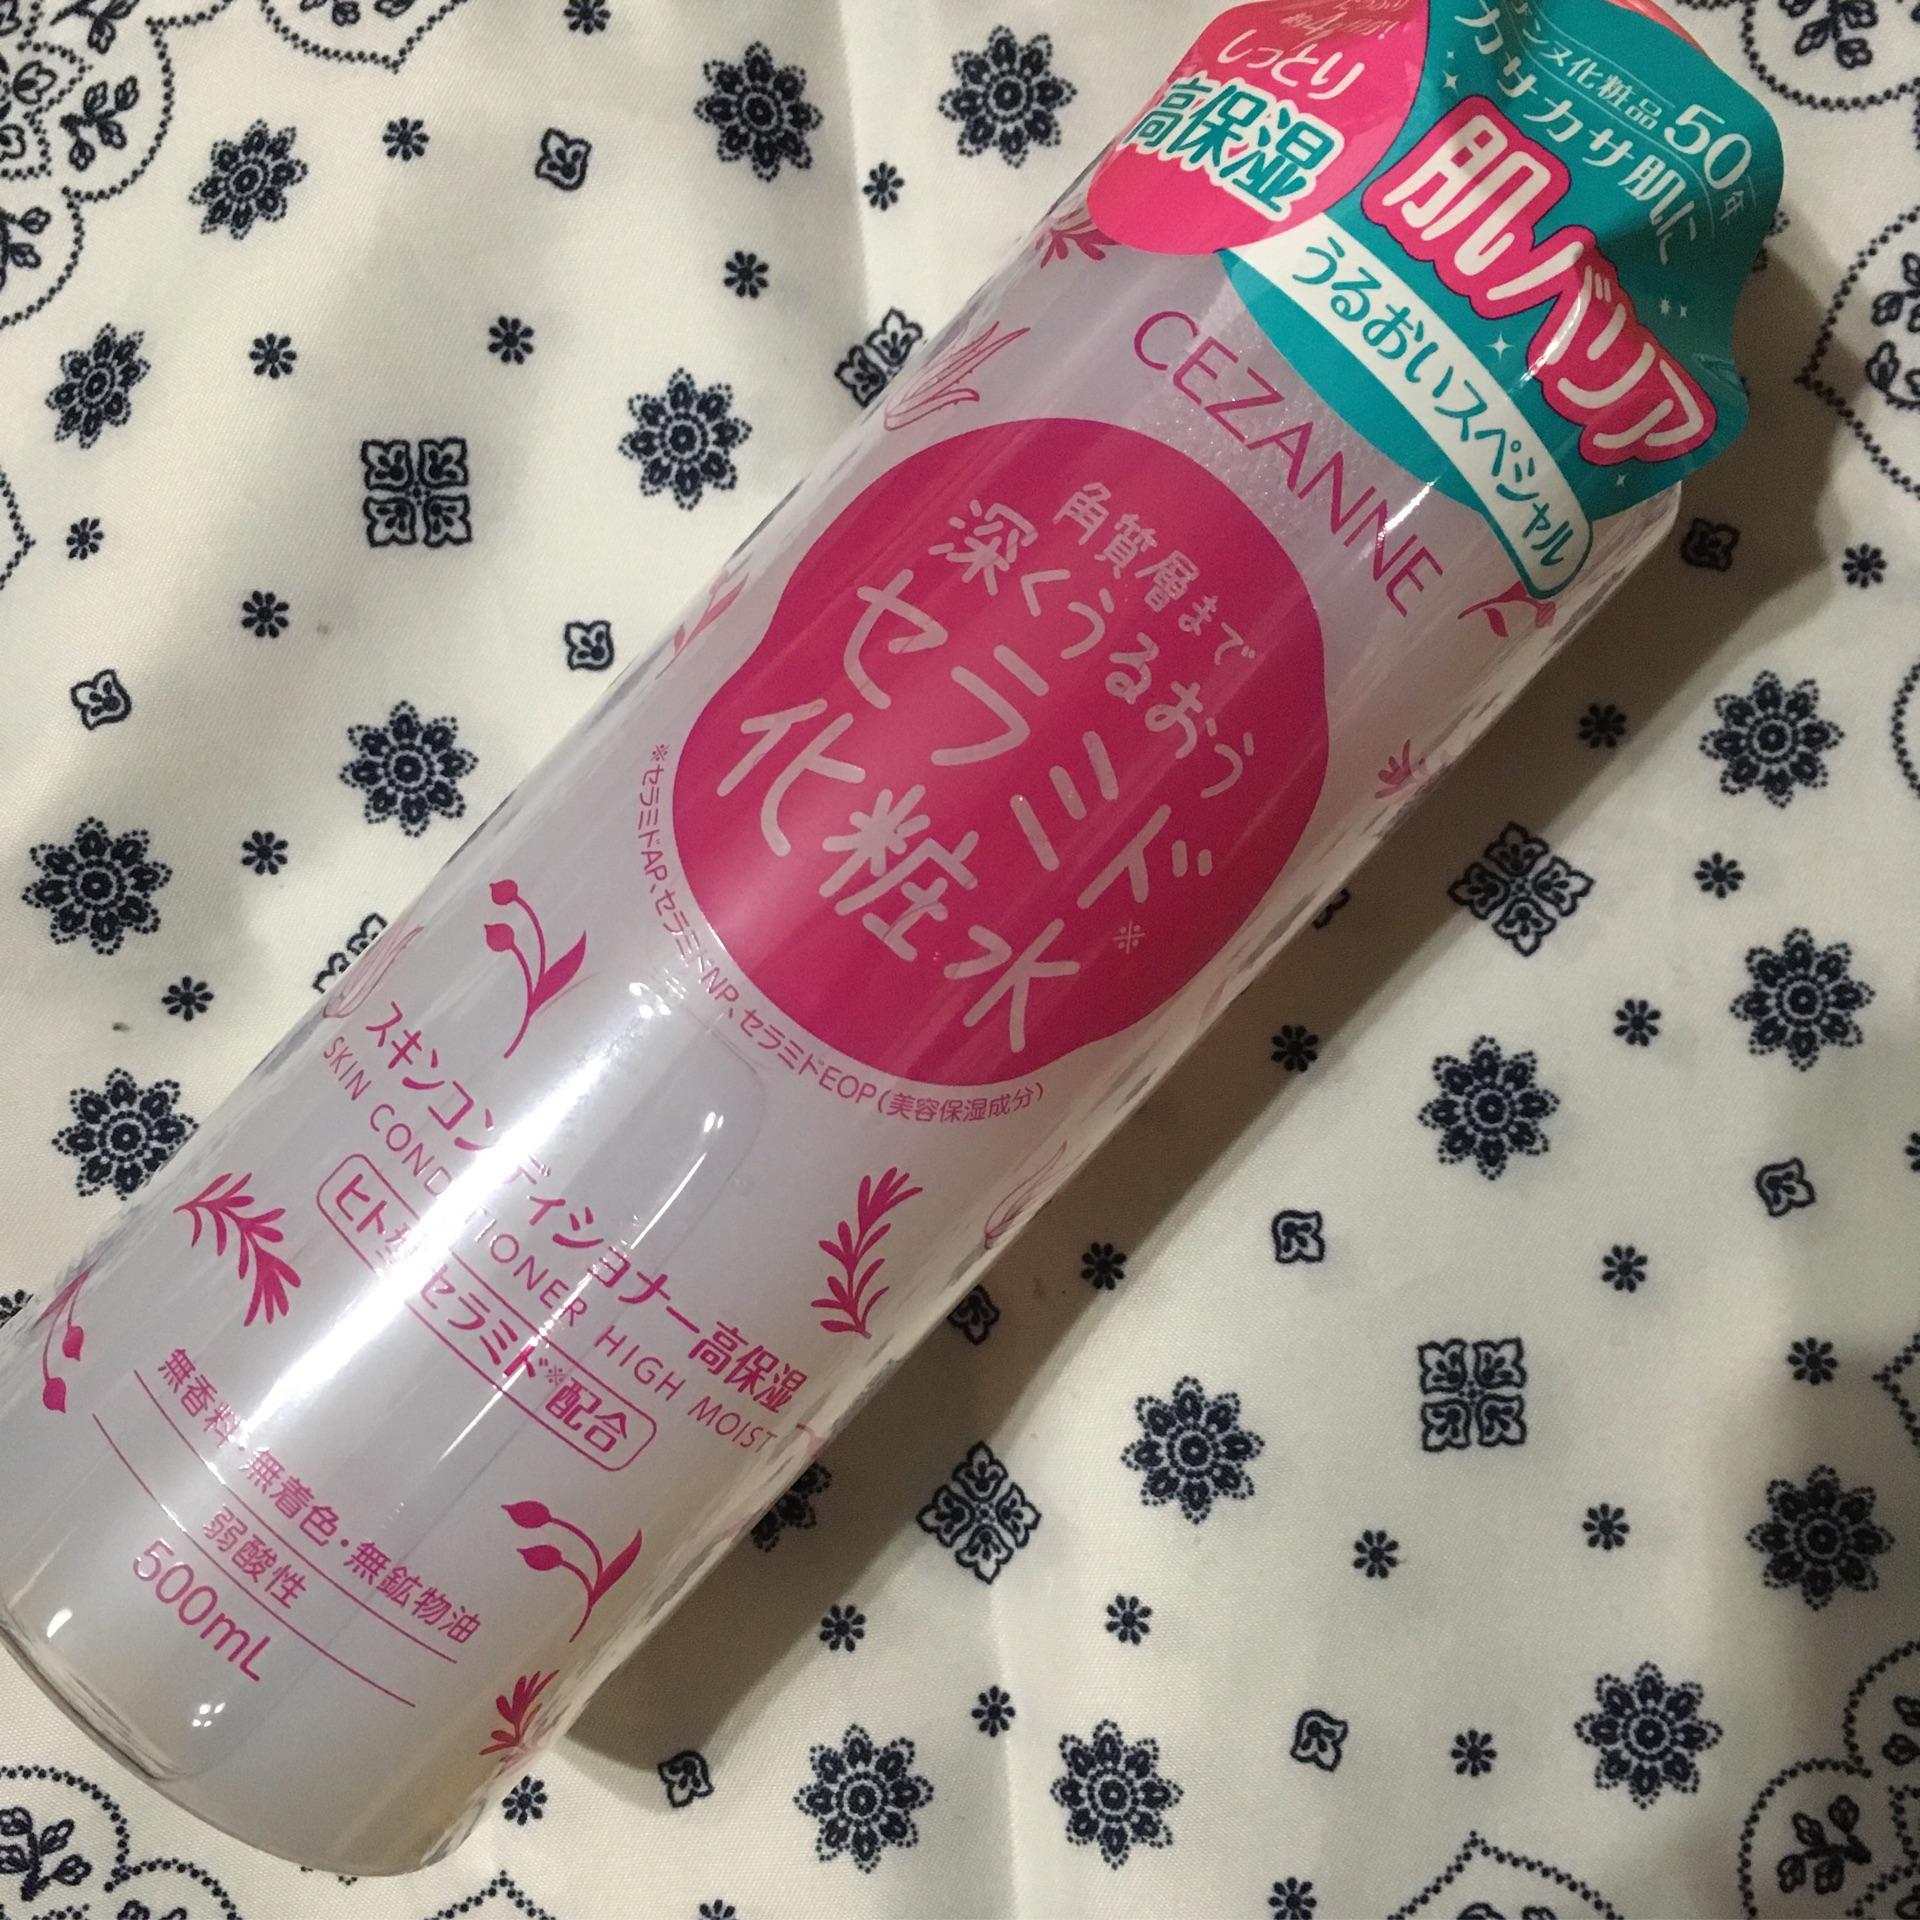 しっとり
高保湿
セザンヌ化粧品50年
カサカサ肌に
肌バリア
うるおいスペシャル
CEZANNE
角質層まで
深くうるおう
セラミド※
化粧水
※セラミドAP、セラミドNP、セラミドEOP(美容保湿成分)
スキンコンディショナー高保湿
SKIN CONDITIONER HIGH MOIST
ヒト型セラミド※配合
無香料・無着色・無鉱物油
弱酸性
500mL